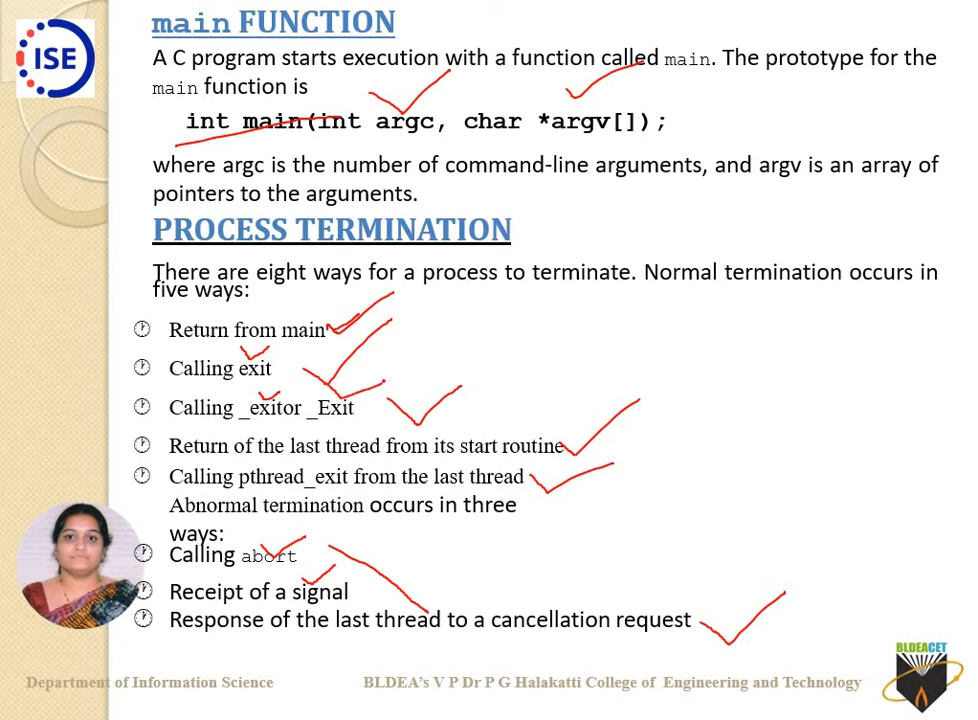 main FUNCTION
ISE
A C program starts execution with a function called main. The prototype for the
main function is
int main(int argc, char *argv[]);
where argc is the number of command-line arguments, and argv is an array of
pointers to the arguments.
PROCESS TERMINATION
There are eight ways for a process to terminate. Normal termination occurs in
five ways:
Return from main
Calling exit
Calling _exitor _Exit
Return of the last thread from its start routine
Calling pthread_exit from the last thread
Abnormal termination occurs in three
ways:
Calling abort
Receipt of a signal
Response of the last thread to a cancellation request
BLDEACET
Department of Information Science
BLDEA's V P Dr P G Halakatti College of Engineering and Technology